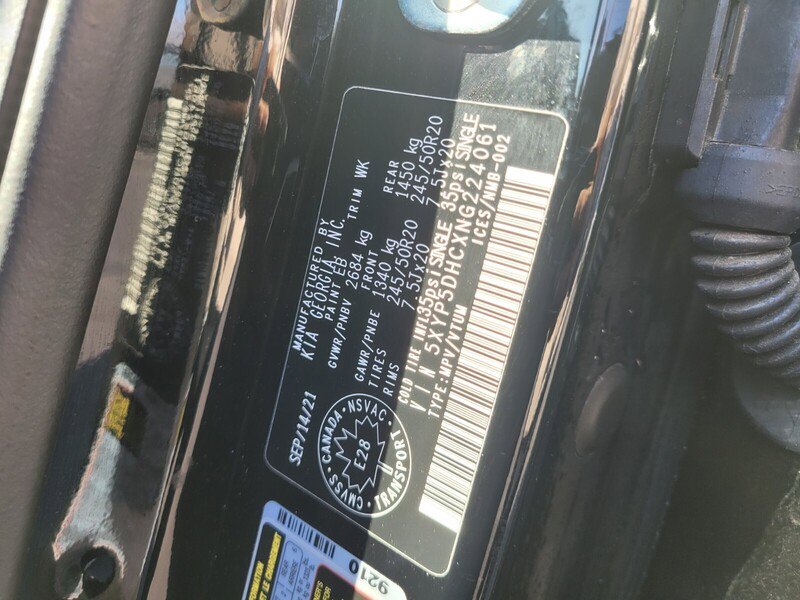 SEP/14/21
MANUFACTURED BY
KIA GEORGIA, INC.
PAINT EB TRIM WK
GVWR/PNBV 2684 kg
FRONT REAR
GAWR/PNBE 1340 kg 1450 kg
TIRES 245/50R20 245/50R20
RIMS 7.5Jx20 7.5Jx20
COLD TIRE INFL 35psi SINGLE 35psi SINGLE
V I N 5XYP5DHCXNG224061
TYPE:MPV/VTUM ICES/NMB-002
CANADA · NSVAC · TRANSPORT · CMVSS
E28
9210